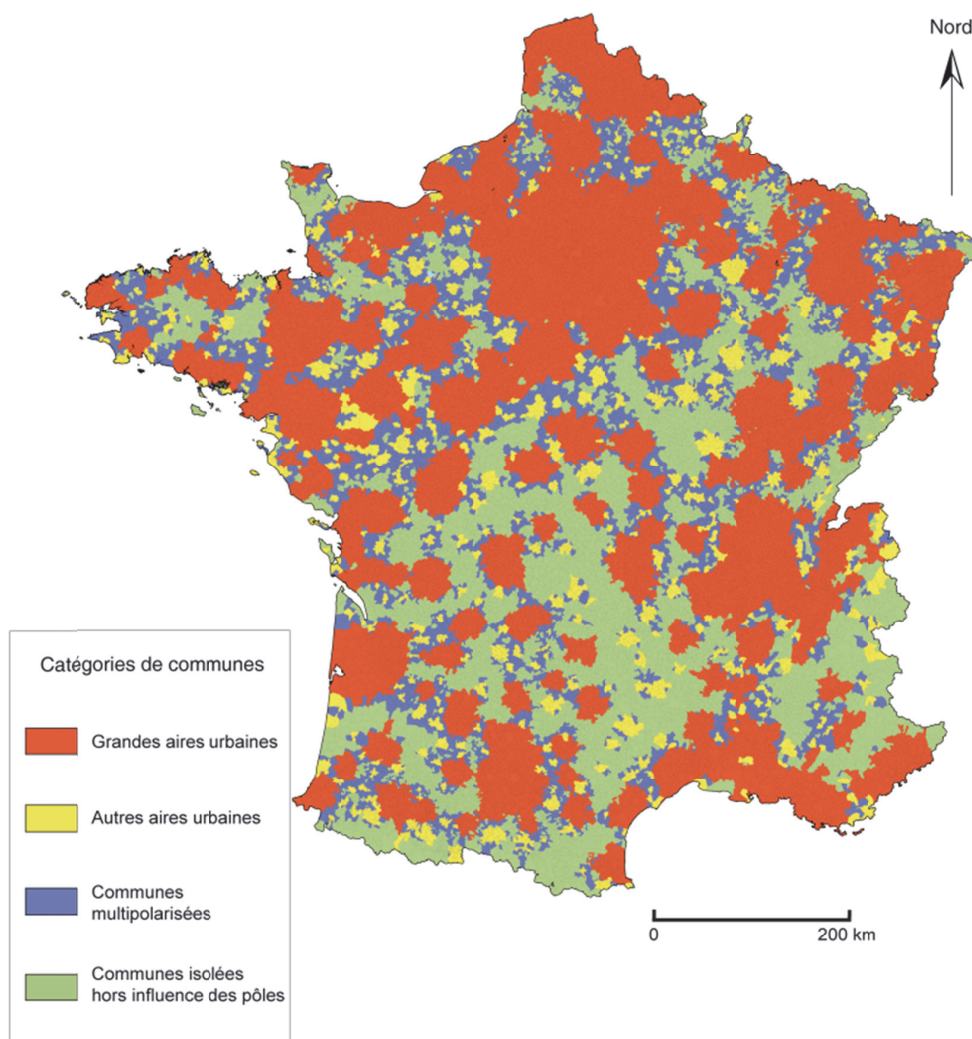 Nord
Catégories de communes
Grandes aires urbaines
Autres aires urbaines
Communes
multipolarisées
Communes isolées
hors influence des pôles
0 200 km